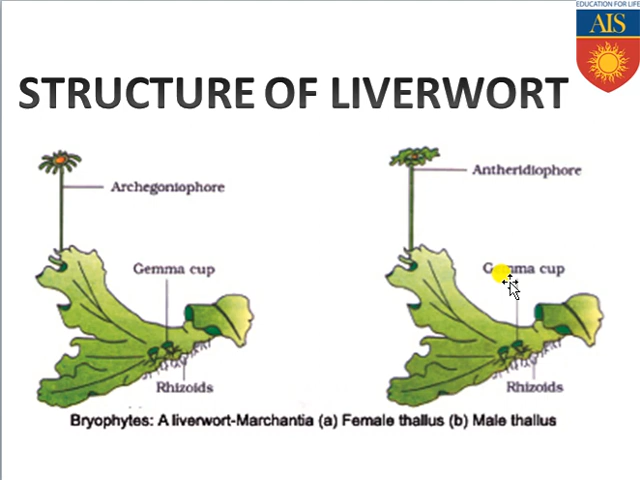 EDUCATION FOR LIFE
AIS
STRUCTURE OF LIVERWORT
Archegoniophore
Antheridiophore
Gemma cup
Gemma cup
Rhizoids
Rhizoids
Bryophytes: A liverwort-Marchantia (a) Female thallus (b) Male thallus